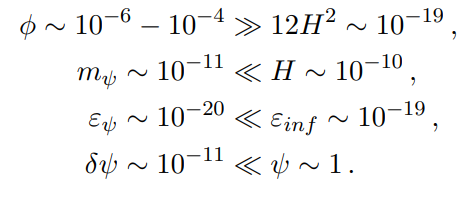 ϕ ∼ 10⁻⁶ − 10⁻⁴ ≫ 12H² ∼ 10⁻¹⁹ ,
m_ψ ∼ 10⁻¹¹ ≪ H ∼ 10⁻¹⁰ ,
ε_ψ ∼ 10⁻²⁰ ≪ ε_inf ∼ 10⁻¹⁹ ,
δψ ∼ 10⁻¹¹ ≪ ψ ∼ 1 .